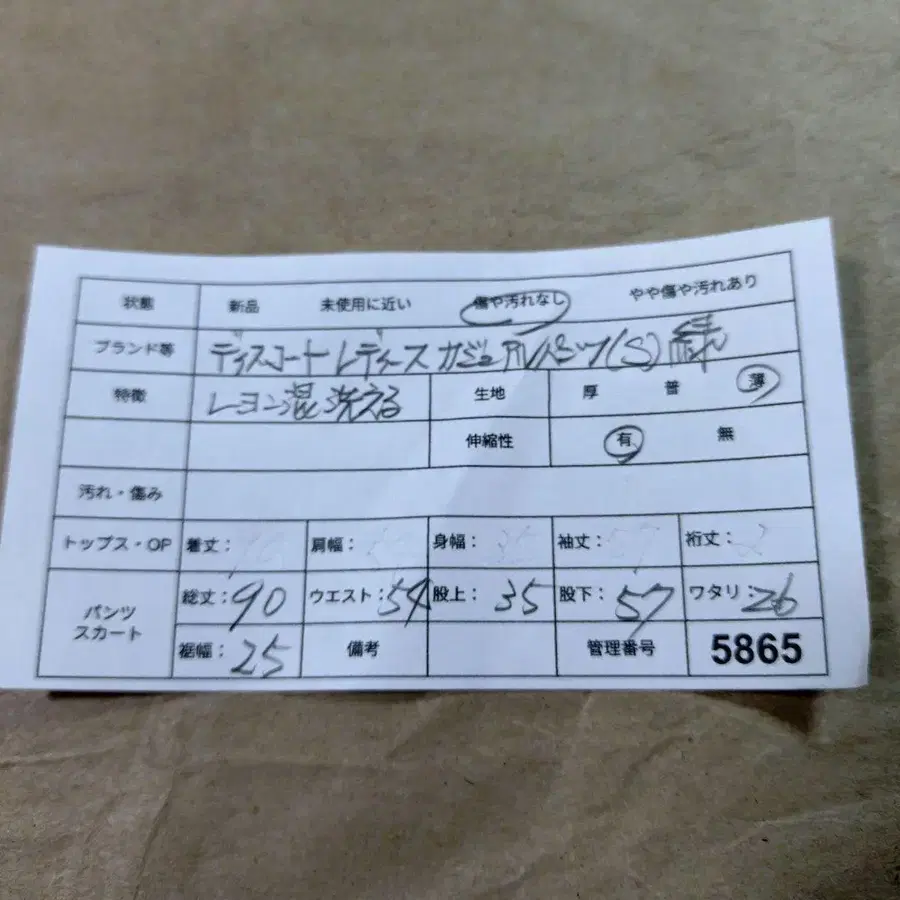 状態 新品 未使用に近い 傷や汚れなし やや傷や汚れあり
ブランド等 ディスコート レディース カジュアルパンツ(S) 緑
特徴 レヨン混 洗える 生地 厚 普 薄
伸縮性 有 無
汚れ・傷み
トップス・OP 着丈: 肩幅: 身幅: 袖丈: 裄丈:
パンツ スカート 総丈:90 ウエスト:54 股上:35 股下:57 ワタリ:26
裾幅:25 備考 管理番号 5865